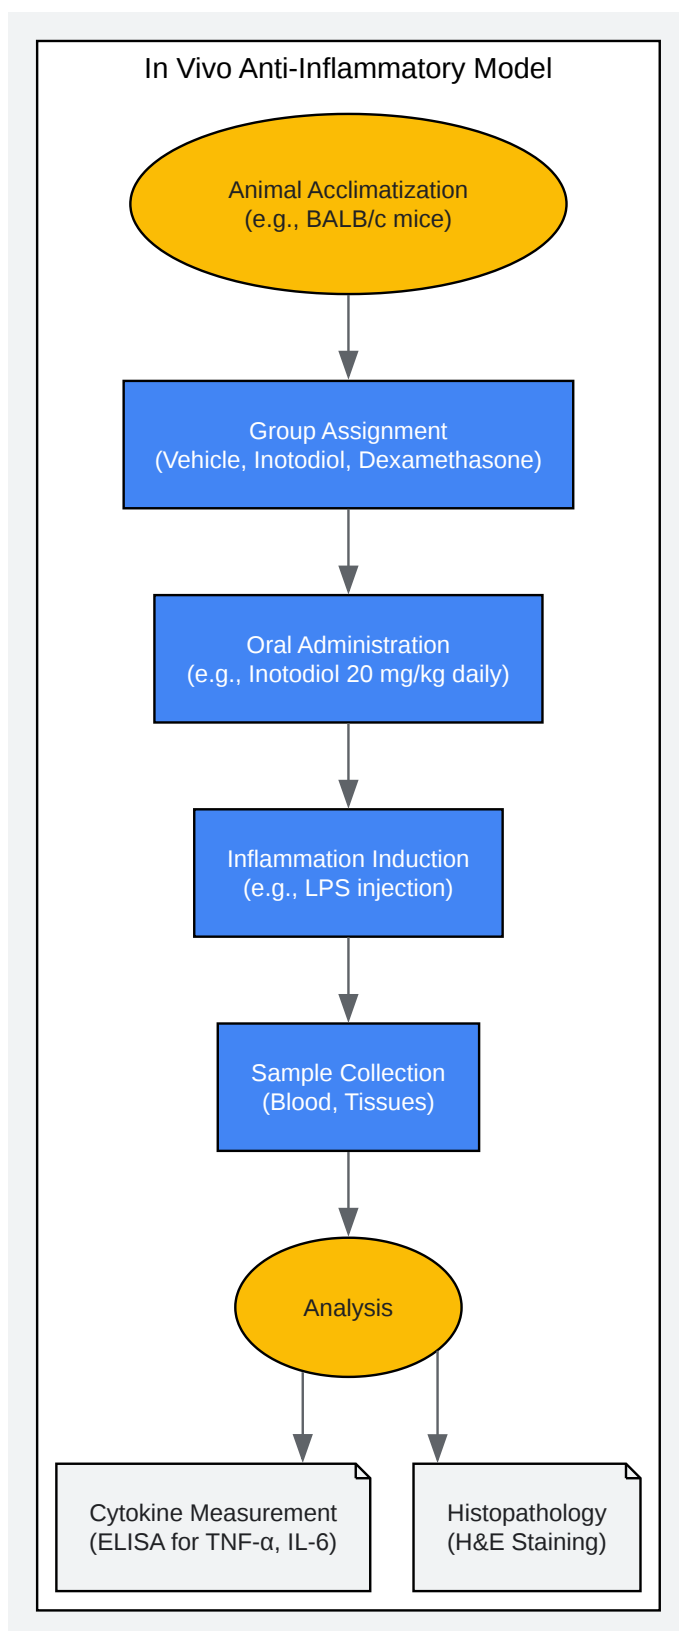 In Vivo Anti-Inflammatory Model
Animal Acclimatization
(e.g., BALB/c mice)
Group Assignment
(Vehicle, Inotodiol, Dexamethasone)
Oral Administration
(e.g., Inotodiol 20 mg/kg daily)
Inflammation Induction
(e.g., LPS injection)
Sample Collection
(Blood, Tissues)
Analysis
Cytokine Measurement
(ELISA for TNF-α, IL-6)
Histopathology
(H&E Staining)